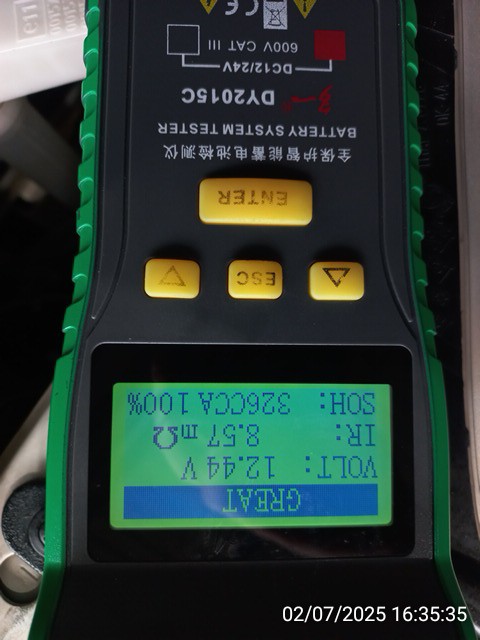 GREAT
VOLT: 12.44 V
IR: 8.57 mΩ
SOH: 326CCA 100%
ESC
ENTER
全保护智能蓄电池检测仪
BATTERY SYSTEM TESTER
DY2015C
DC12/24V
600V CAT III
CE
02/07/2025 16:35:35